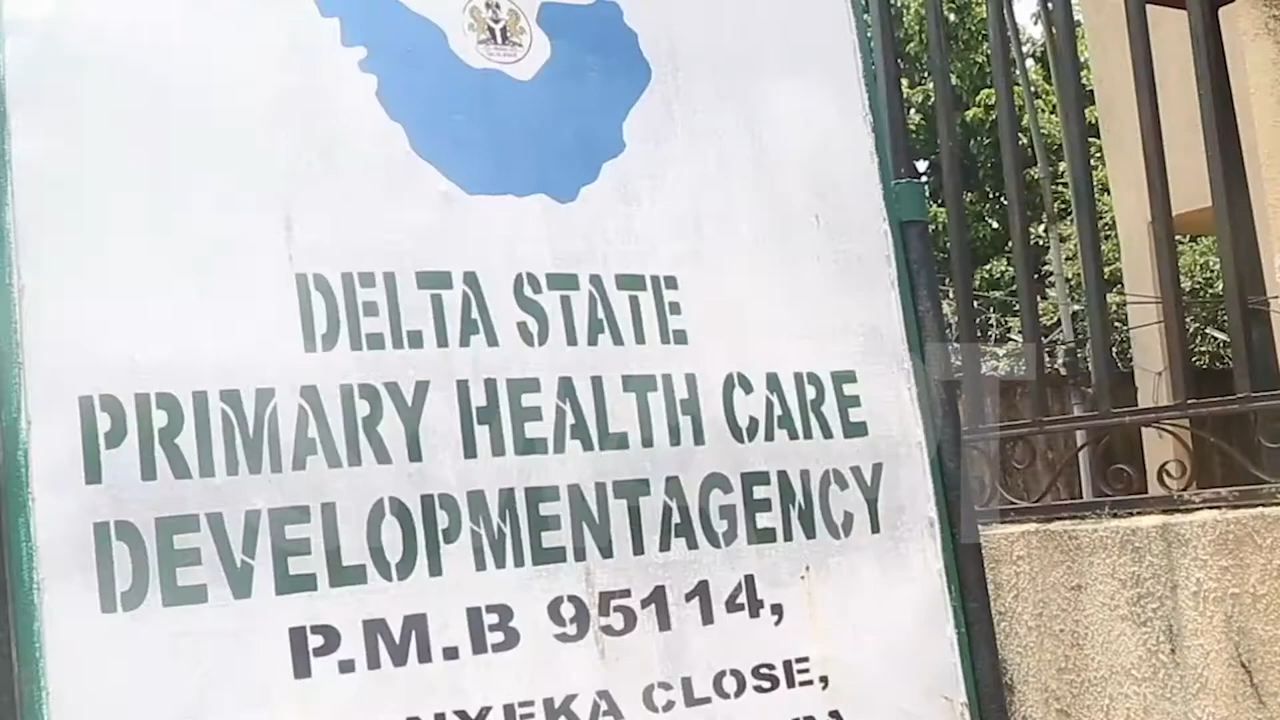 DELTA STATE
PRIMARY HEALTH CARE
DEVELOPMENTAGENCY
P.M.B 95114,
CLOSE,